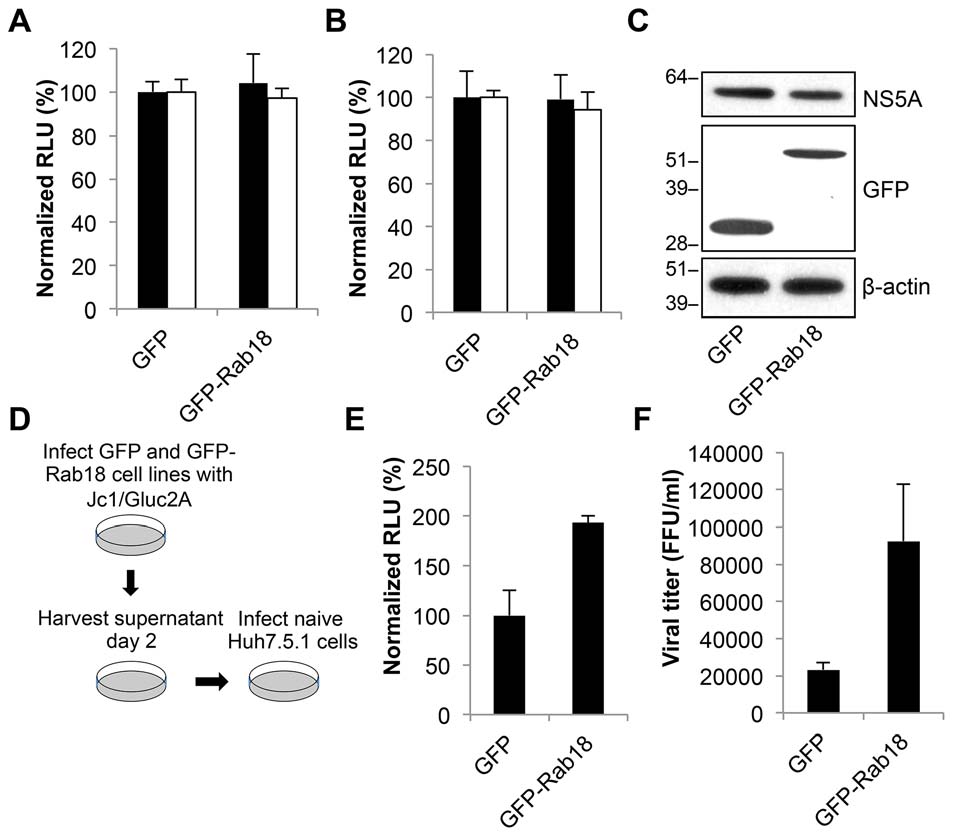 A
Normalized RLU (%)
120
100
80
60
40
20
0
GFP
GFP-Rab18
B
Normalized RLU (%)
120
100
80
60
40
20
0
GFP
GFP-Rab18
C
64
NS5A
51
39
28
GFP
51
39
β-actin
GFP
GFP-Rab18
D
Infect GFP and GFP-
Rab18 cell lines with
Jc1/Gluc2A
Harvest supernatant
day 2
Infect naive
Huh7.5.1 cells
E
Normalized RLU (%)
250
200
150
100
50
0
GFP
GFP-Rab18
F
Viral titer (FFU/ml)
140000
120000
100000
80000
60000
40000
20000
0
GFP
GFP-Rab18